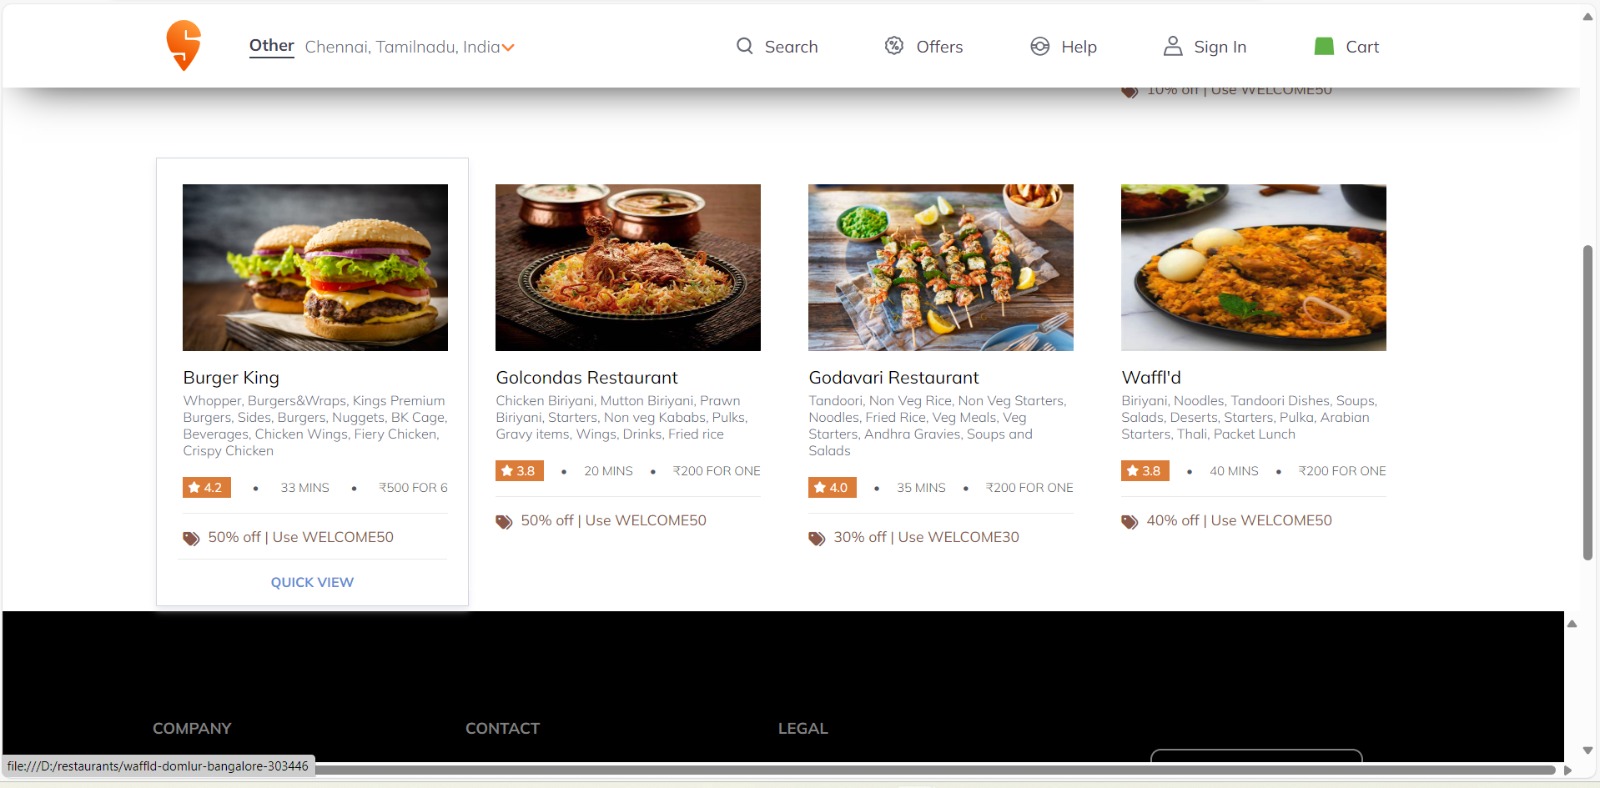 Other Chennai, Tamilnadu, India
Search
Offers
Help
Sign In
Cart
10% off | Use WELCOME50
Burger King
Whopper, Burgers&Wraps, Kings Premium
Burgers, Sides, Burgers, Nuggets, BK Cage,
Beverages, Chicken Wings, Fiery Chicken,
Crispy Chicken
4.2 • 33 MINS • ₹500 FOR 6
50% off | Use WELCOME50
QUICK VIEW
Golcondas Restaurant
Chicken Biriyani, Mutton Biriyani, Prawn
Biriyani, Starters, Non veg Kababs, Pulks,
Gravy items, Wings, Drinks, Fried rice
3.8 • 20 MINS • ₹200 FOR ONE
50% off | Use WELCOME50
Godavari Restaurant
Tandoori, Non Veg Rice, Non Veg Starters,
Noodles, Fried Rice, Veg Meals, Veg
Starters, Andhra Gravies, Soups and
Salads
4.0 • 35 MINS • ₹200 FOR ONE
30% off | Use WELCOME30
Waffl'd
Biriyani, Noodles, Tandoori Dishes, Soups,
Salads, Deserts, Starters, Pulka, Arabian
Starters, Thali, Packet Lunch
3.8 • 40 MINS • ₹200 FOR ONE
40% off | Use WELCOME50
COMPANY
CONTACT
LEGAL
file:///D:/restaurants/waffld-domlur-bangalore-303446